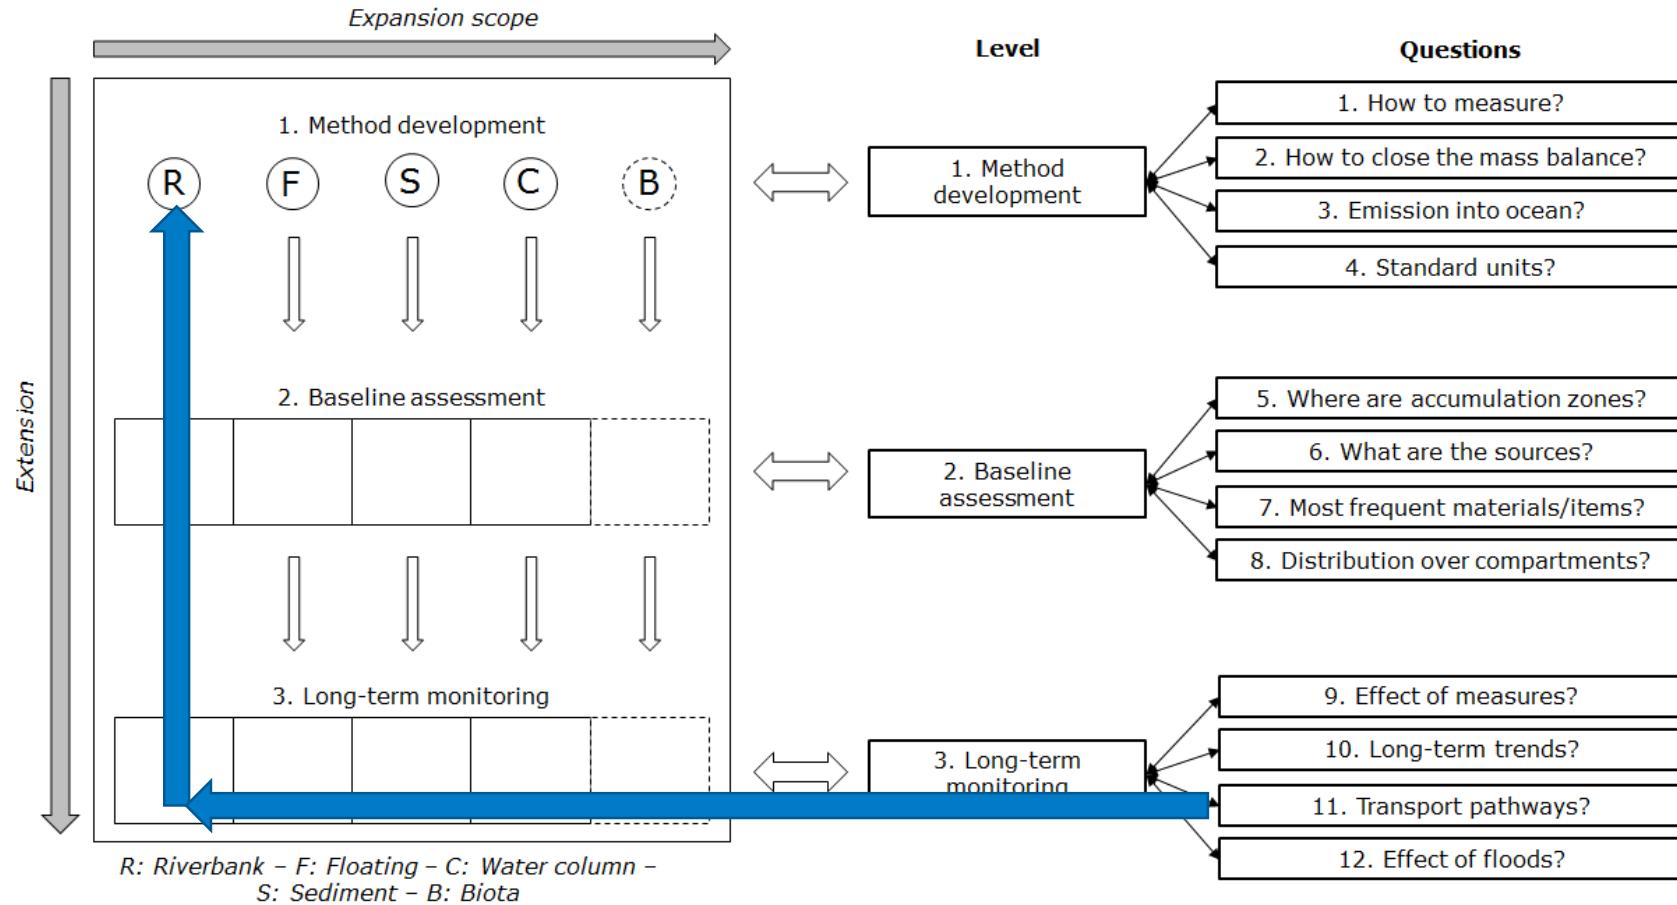 Expansion scope
Extension
1. Method development
R F S C B
2. Baseline assessment
3. Long-term monitoring
R: Riverbank – F: Floating – C: Water column –
S: Sediment – B: Biota
Level
1. Method
development
2. Baseline
assessment
3. Long-term
monitoring
Questions
1. How to measure?
2. How to close the mass balance?
3. Emission into ocean?
4. Standard units?
5. Where are accumulation zones?
6. What are the sources?
7. Most frequent materials/items?
8. Distribution over compartments?
9. Effect of measures?
10. Long-term trends?
11. Transport pathways?
12. Effect of floods?